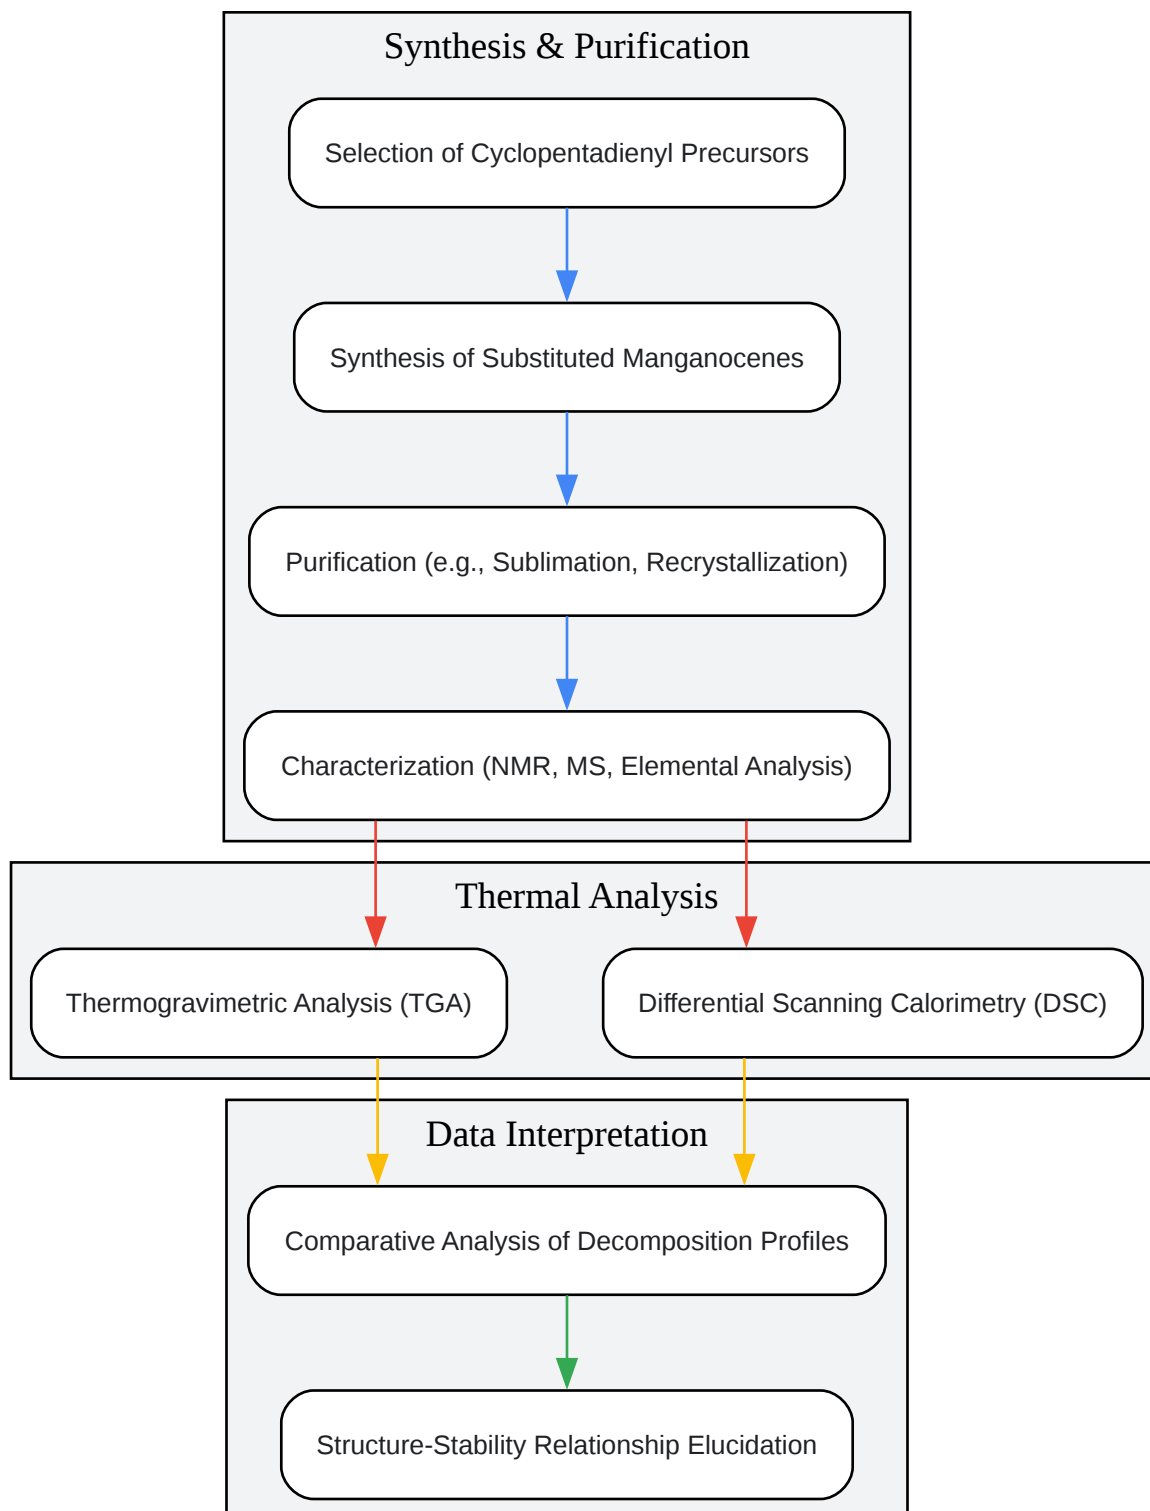 Synthesis & Purification
Selection of Cyclopentadienyl Precursors
Synthesis of Substituted Manganocenes
Purification (e.g., Sublimation, Recrystallization)
Characterization (NMR, MS, Elemental Analysis)
Thermal Analysis
Thermogravimetric Analysis (TGA)
Differential Scanning Calorimetry (DSC)
Data Interpretation
Comparative Analysis of Decomposition Profiles
Structure-Stability Relationship Elucidation